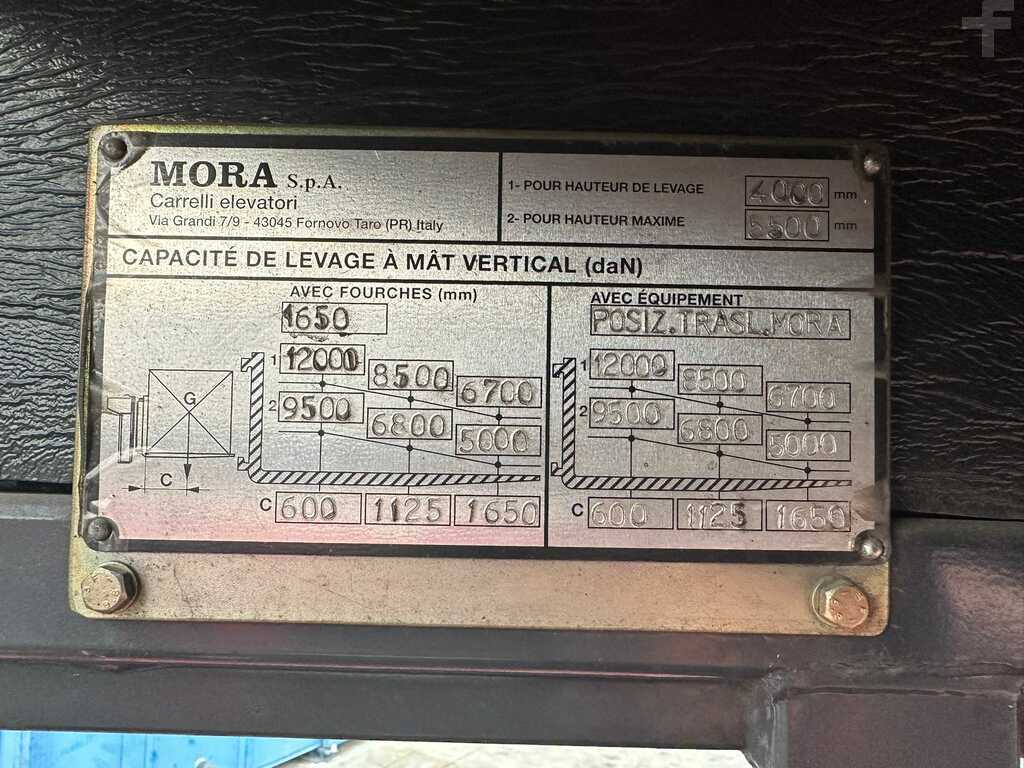 MORA S.p.A.
Carrelli elevatori
Via Grandi 7/9 - 43045 Fornovo Taro (PR) Italy
1- POUR HAUTEUR DE LEVAGE 4000 mm
2- POUR HAUTEUR MAXIME 5500 mm
CAPACITÉ DE LEVAGE À MÂT VERTICAL (daN)
AVEC FOURCHES (mm)
1650
1 12000 8500 6700
2 9500 6800 5000
G
C
C 600 1125 1650
AVEC ÉQUIPEMENT
POSIZ.TRASL.MORA
1 12000 8500 6700
2 9500 6800 5000
C 600 1125 1650
f